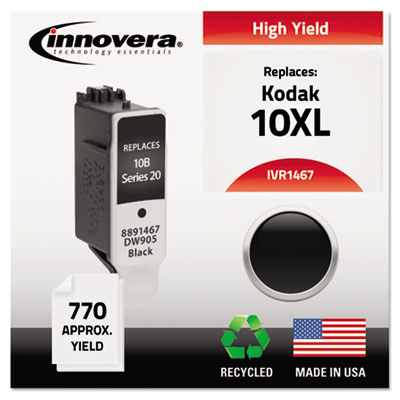 innovera®
technology essentials
High Yield
Replaces:
Kodak
10XL
IVR1467
REPLACES
10B
Series 20
8891467
DW905
Black
770
APPROX.
YIELD
RECYCLED
MADE IN USA